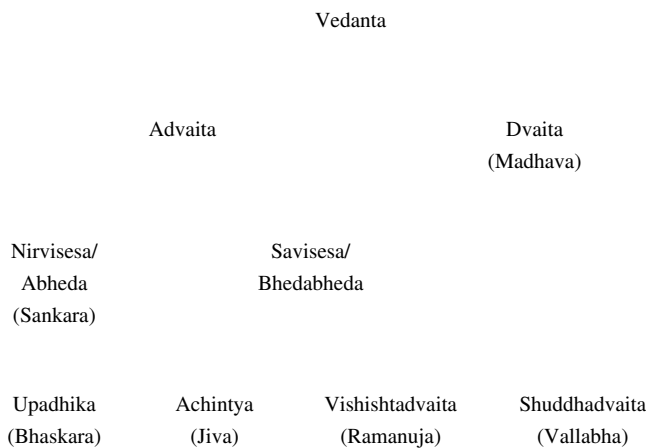 Vedanta
Advaita
Dvaita
(Madhava)
Nirvisesa/
Abheda
(Sankara)
Savisesa/
Bhedabheda
Upadhika
(Bhaskara)
Achintya
(Jiva)
Vishishtadvaita
(Ramanuja)
Shuddhadvaita
(Vallabha)